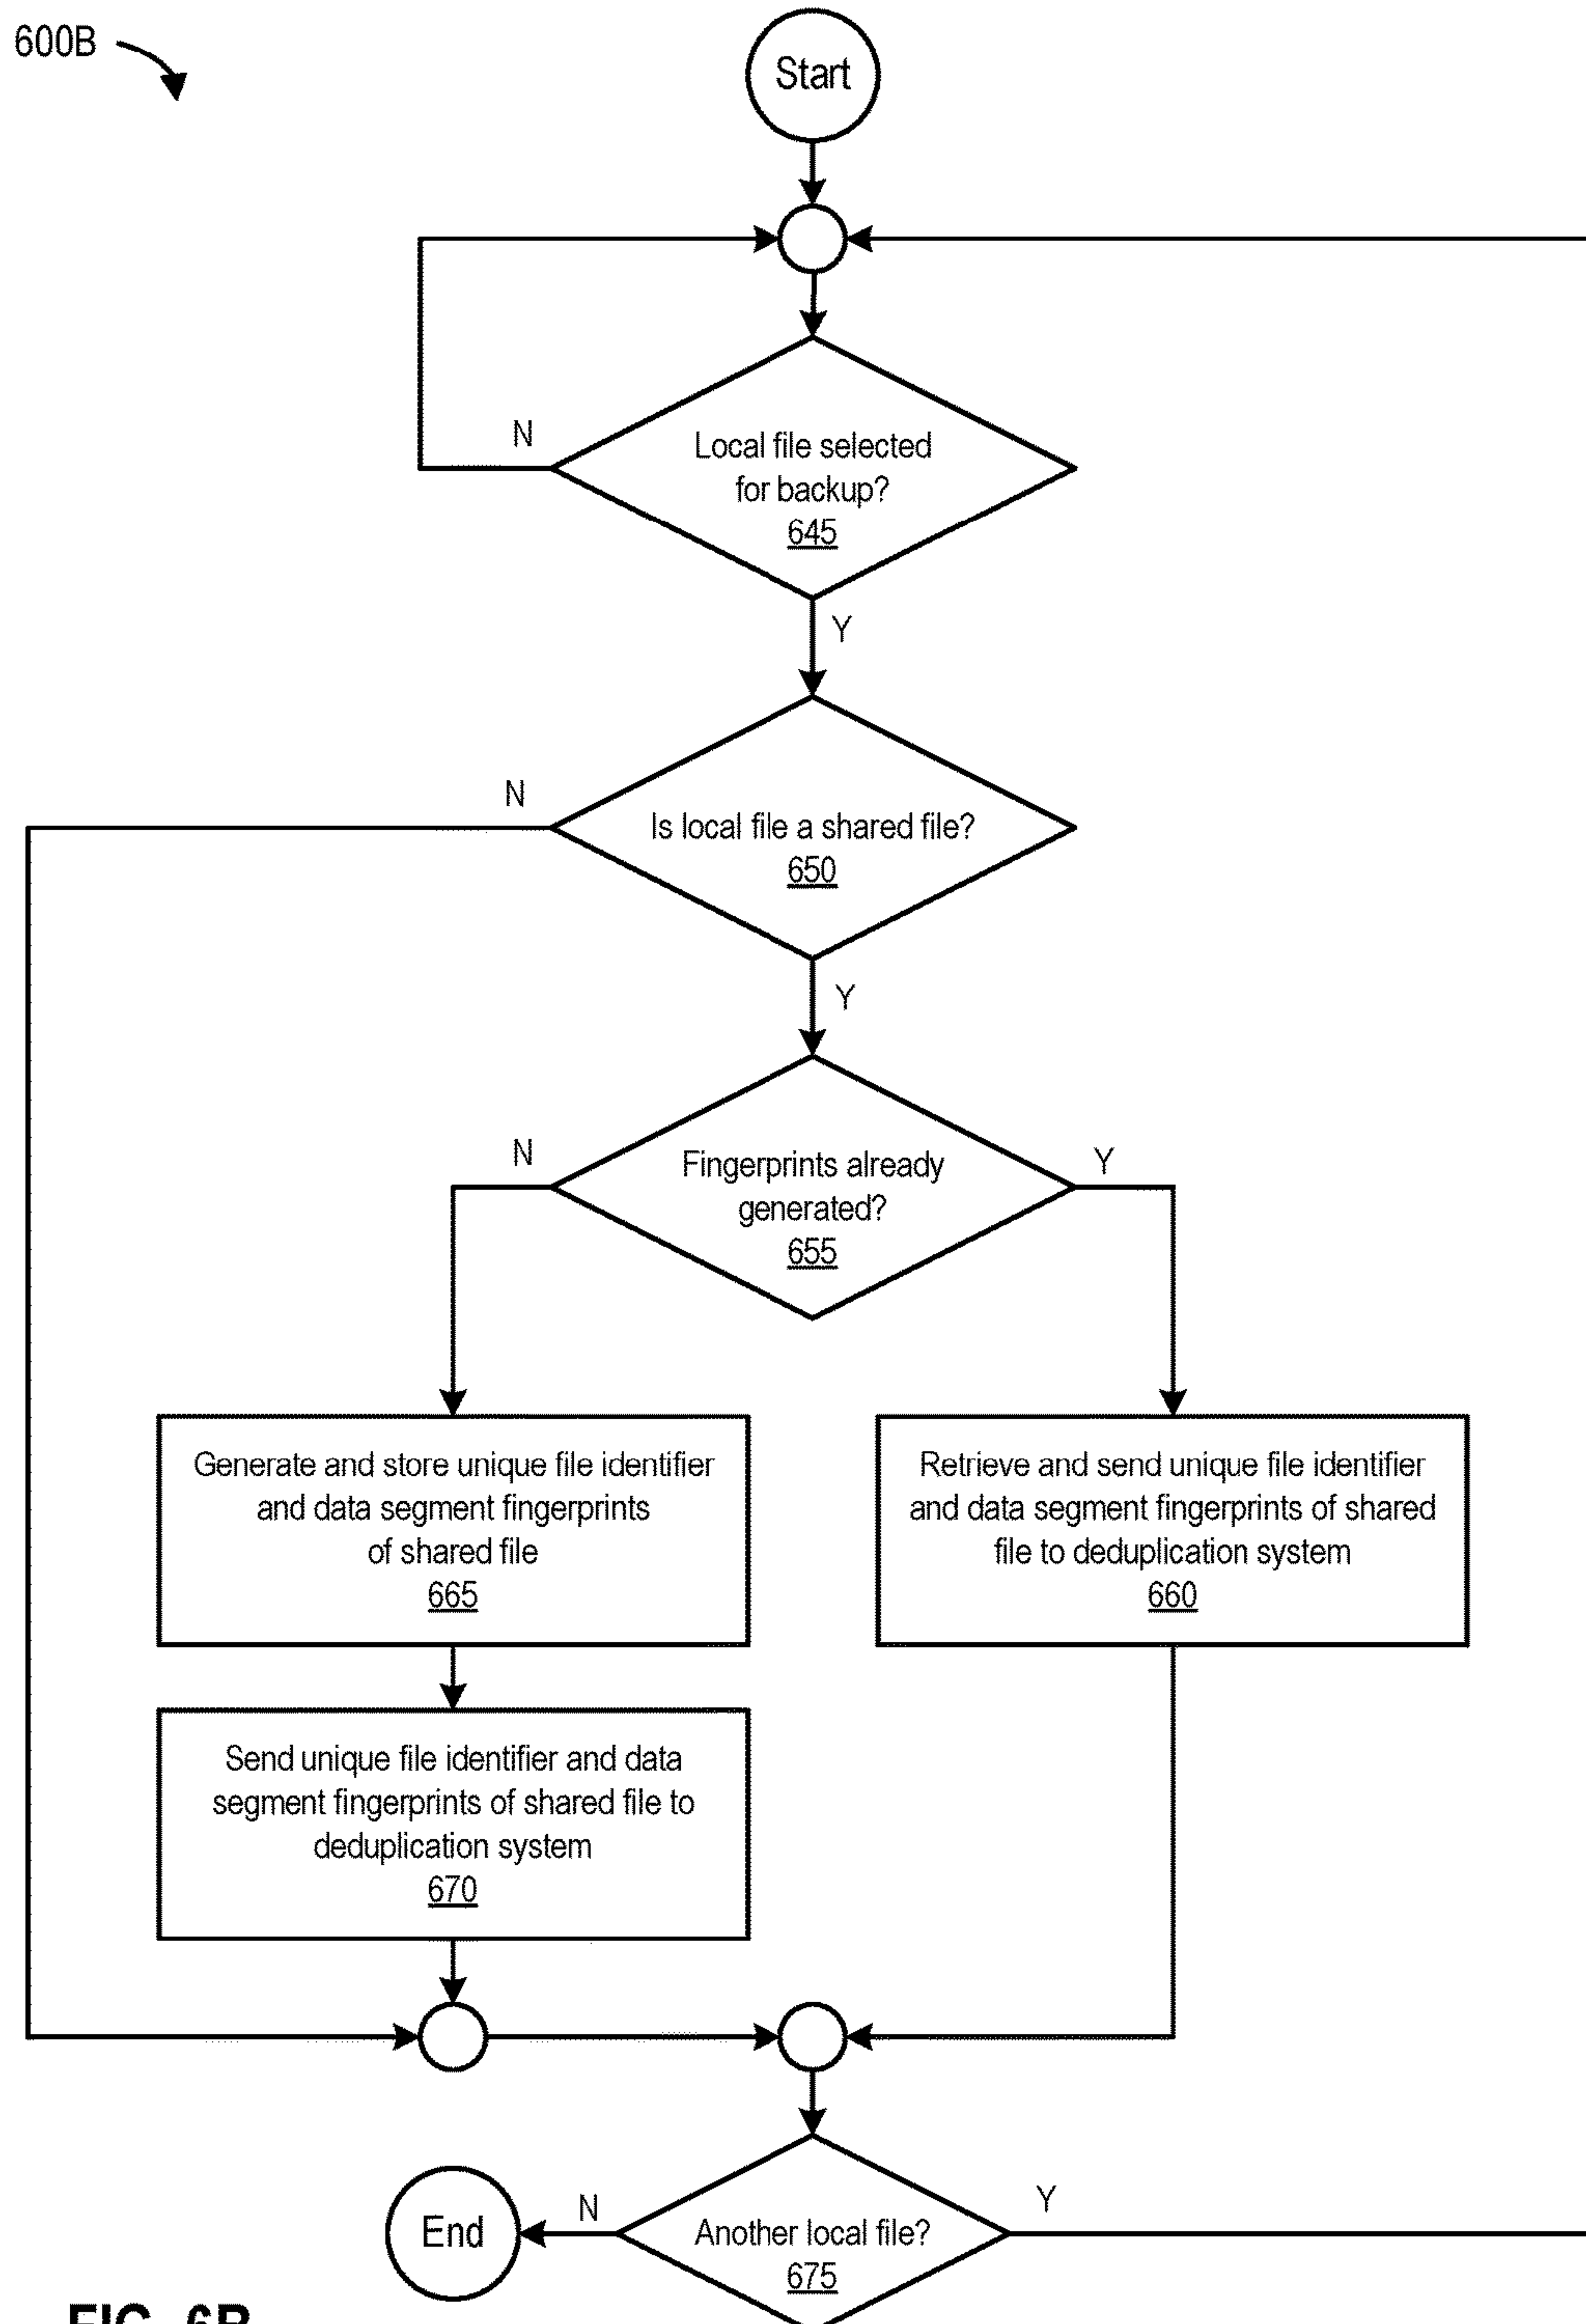 600B
Start
N
Local file selected
for backup?
645
Y
N
Is local file a shared file?
650
Y
N
Fingerprints already
generated?
655
Y
Generate and store unique file identifier
and data segment fingerprints
of shared file
665
Retrieve and send unique file identifier
and data segment fingerprints of shared
file to deduplication system
660
Send unique file identifier and data
segment fingerprints of shared file to
deduplication system
670
End
N
Another local file?
675
Y
FIG. 6B